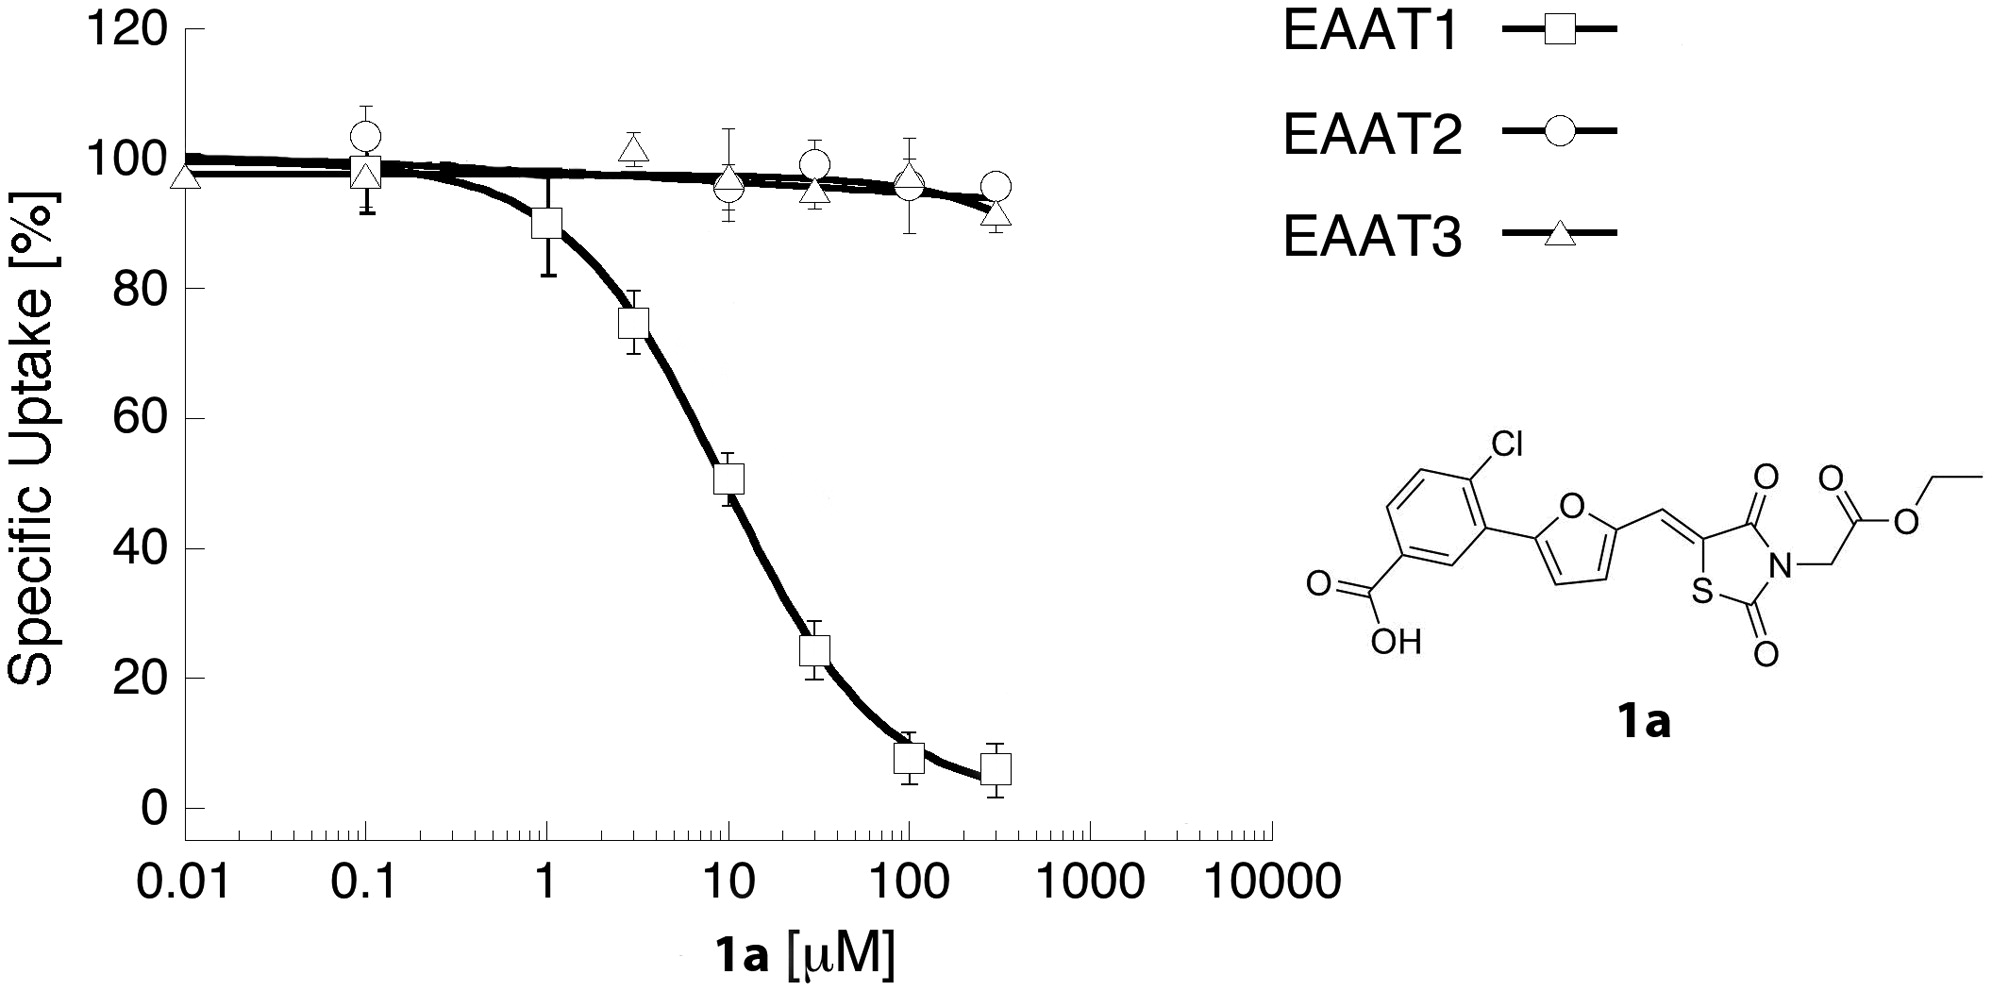 Specific Uptake [%]
120
100
80
60
40
20
0
0.01 0.1 1 10 100 1000 10000
1a [μM]
EAAT1
EAAT2
EAAT3
Cl
O
O
O
O
N
S
O
O
OH
O
1a